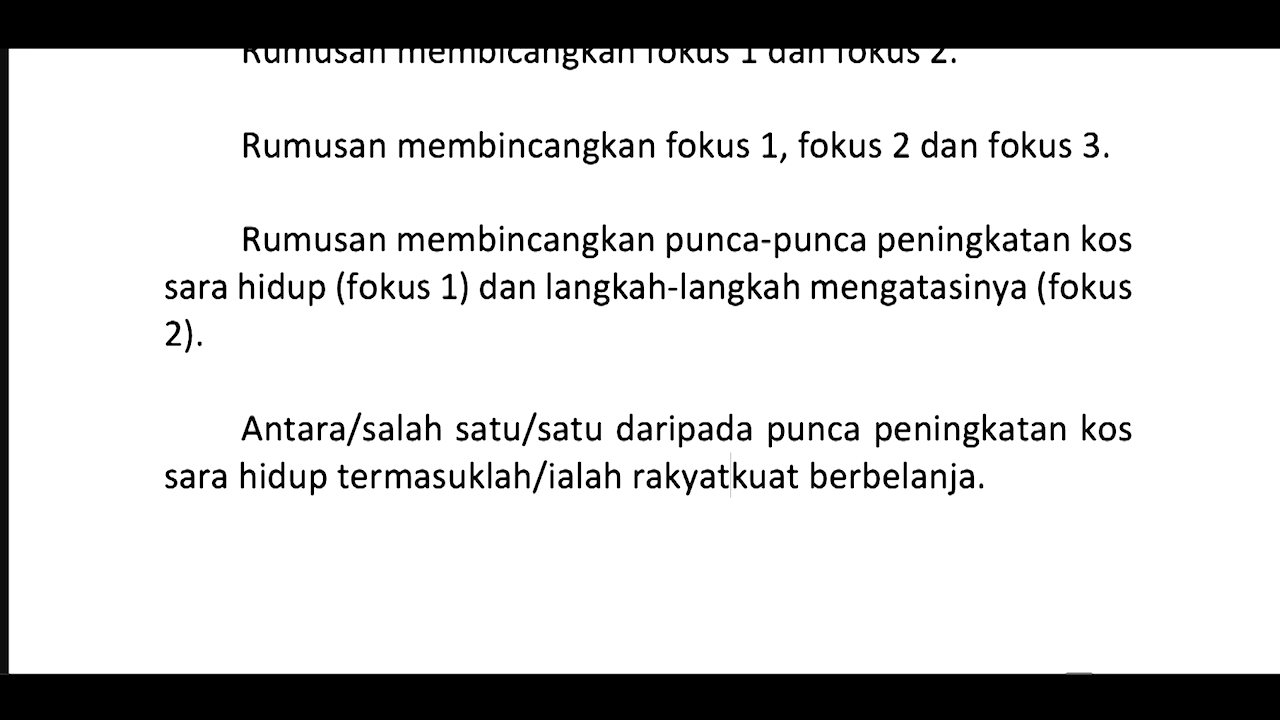 Rumusan membicangkan fokus 1 dan fokus 2.
Rumusan membincangkan fokus 1, fokus 2 dan fokus 3.
Rumusan membincangkan punca-punca peningkatan kos
sara hidup (fokus 1) dan langkah-langkah mengatasinya (fokus
2).
Antara/salah satu/satu daripada punca peningkatan kos
sara hidup termasuklah/ialah rakyatkuat berbelanja.